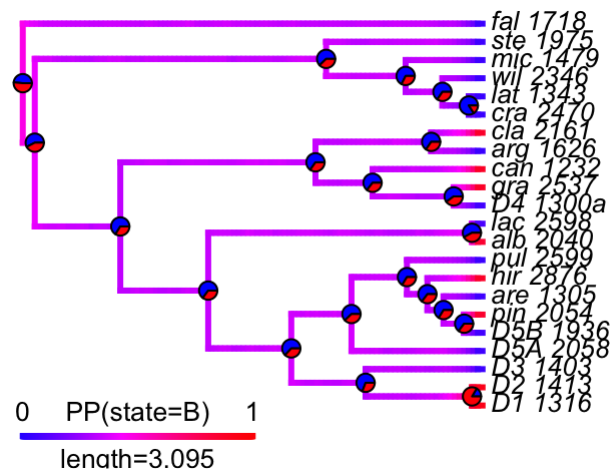 fal 1718
ste 1975
mic 1479
wil 2346
lat 1343
cra 2470
cla 2161
arg 1626
can 1232
gra 2537
D4 1300a
lac 2598
alb 2040
pul 2599
hir 2876
are 1305
pin 2054
D5B 1936
D5A 2058
D3 1403
D2 1413
D1 1316
0 PP(state=B) 1
length=3.095